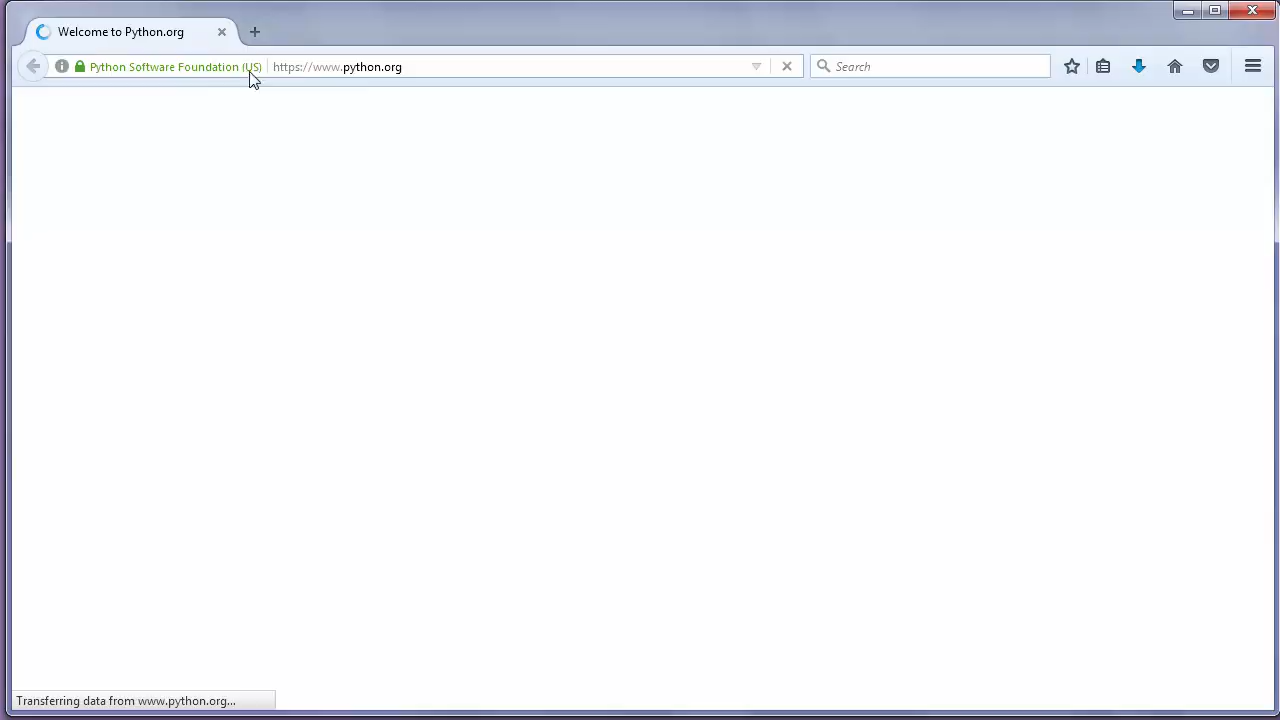 Welcome to Python.org
Python Software Foundation (US) https://www.python.org Search
Transferring data from www.python.org...